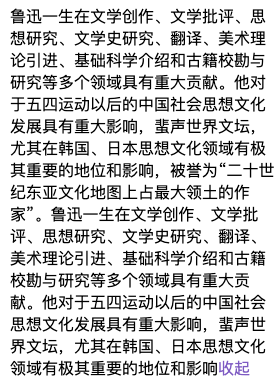 鲁迅一生在文学创作、文学批评、思
想研究、文学史研究、翻译、美术理
论引进、基础科学介绍和古籍校勘与
研究等多个领域具有重大贡献。他对
于五四运动以后的中国社会思想文化
发展具有重大影响，蜚声世界文坛，
尤其在韩国、日本思想文化领域有极
其重要的地位和影响，被誉为“二十世
纪东亚文化地图上占最大领土的作
家”。鲁迅一生在文学创作、文学批
评、思想研究、文学史研究、翻译、
美术理论引进、基础科学介绍和古籍
校勘与研究等多个领域具有重大贡
献。他对于五四运动以后的中国社会
思想文化发展具有重大影响，蜚声世
界文坛，尤其在韩国、日本思想文化
领域有极其重要的地位和影响收起